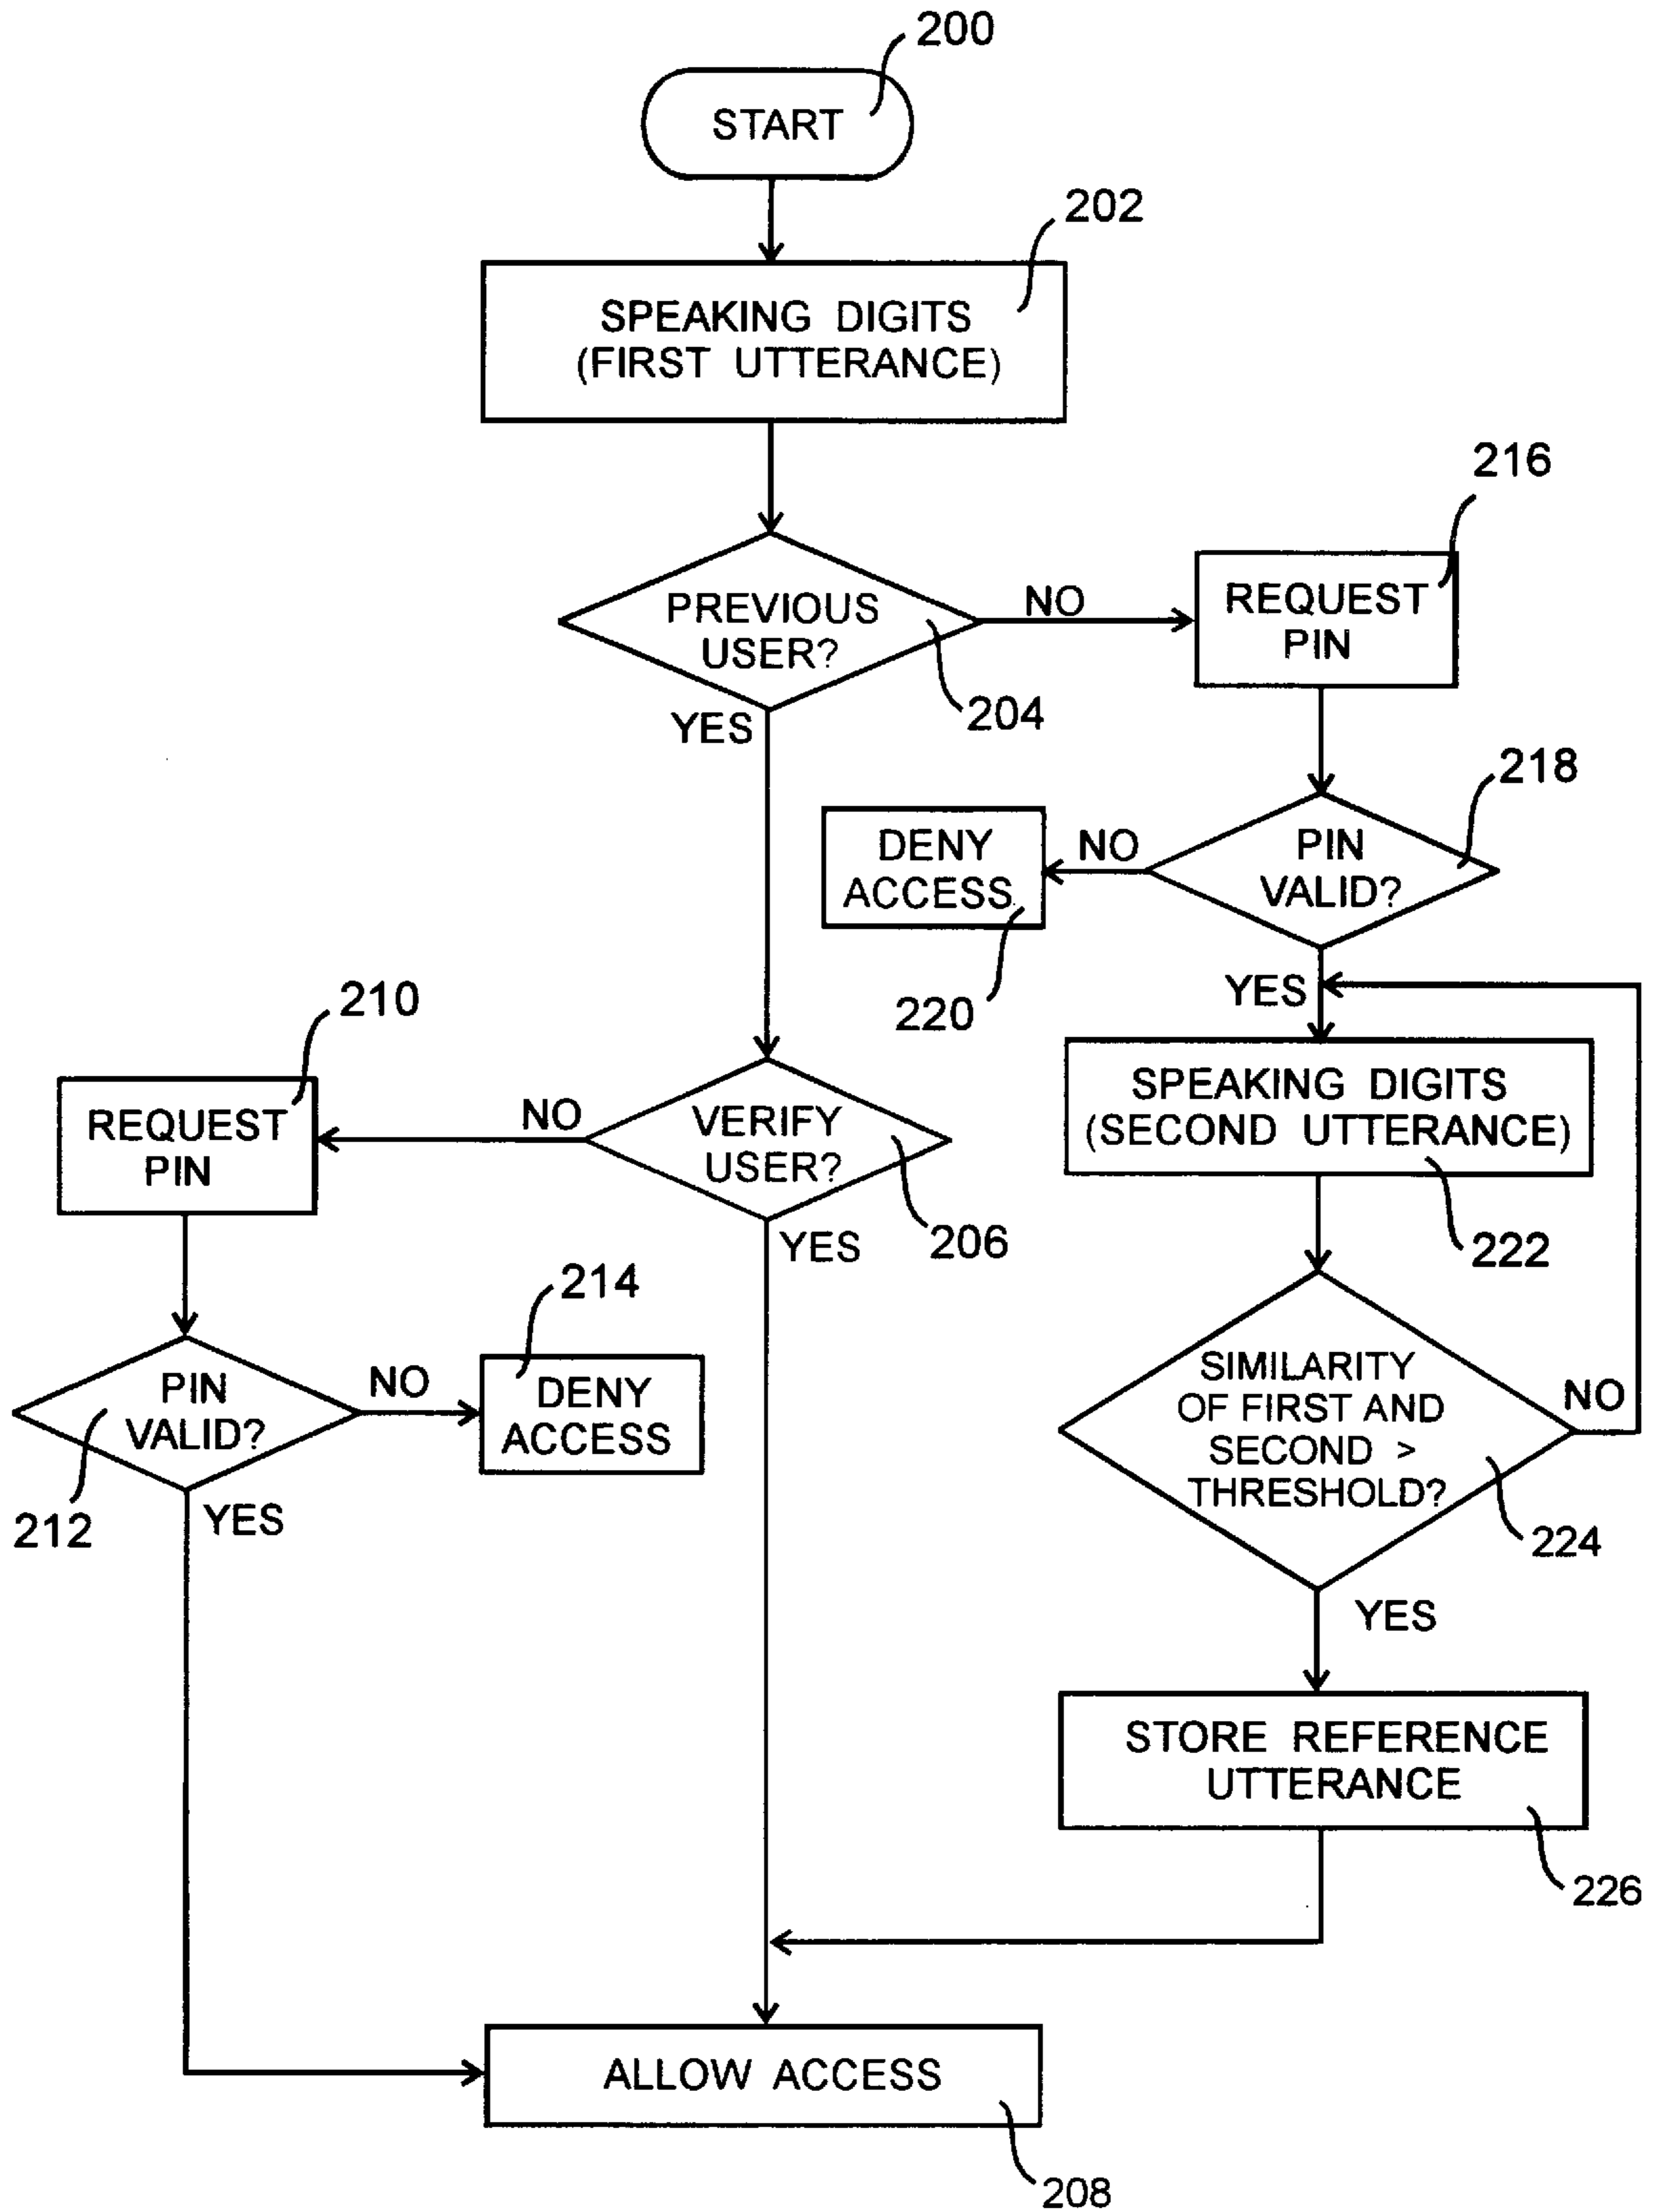 200
START
202
SPEAKING DIGITS
(FIRST UTTERANCE)
216
PREVIOUS
USER?
NO
REQUEST
PIN
204
YES
218
DENY
ACCESS
NO
PIN
VALID?
220
YES
210
REQUEST
PIN
NO
VERIFY
USER?
SPEAKING DIGITS
(SECOND UTTERANCE)
206
YES
222
214
PIN
VALID?
NO
DENY
ACCESS
SIMILARITY
OF FIRST AND
SECOND >
THRESHOLD?
NO
212
YES
224
YES
STORE REFERENCE
UTTERANCE
226
ALLOW ACCESS
208